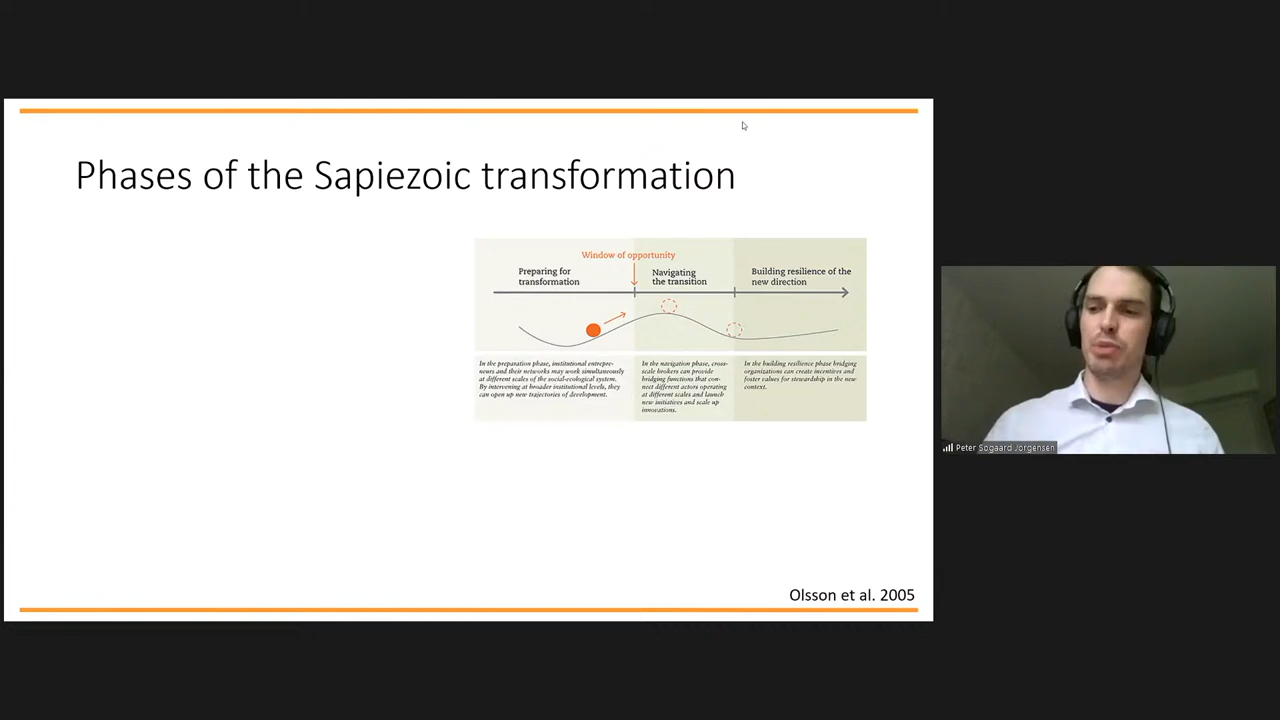 Phases of the Sapiezoic transformation
Window of opportunity
Preparing for
transformation
Navigating
the transition
Building resilience of the
new direction
In the preparation phase, institutional entrepre-
neurs and their networks may work simultaneously
at different scales of the social-ecological system.
By intervening at broader institutional levels, they
can open up new trajectories of development.
In the navigation phase, cross-
scale brokers can provide
bridging functions that con-
nect different actors operating
at different scales and launch
new initiatives and scale up
innovations.
In the building resilience phase bridging
organizations can create incentives and
foster values for stewardship in the new
context.
Olsson et al. 2005
Peter Sogaard Jorgensen